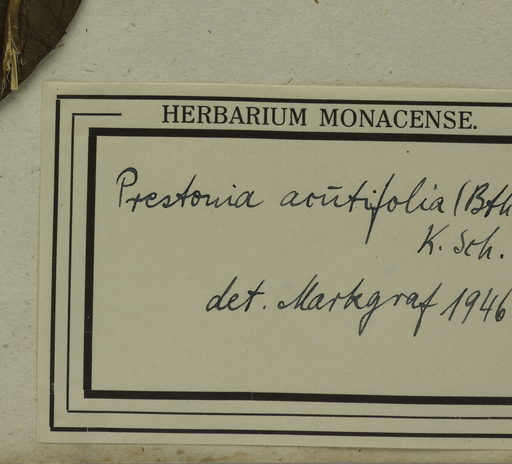 HERBARIUM MONACENSE.
Prestonia acutifolia (Bth
K. Sch.
det. Markgraf 1946